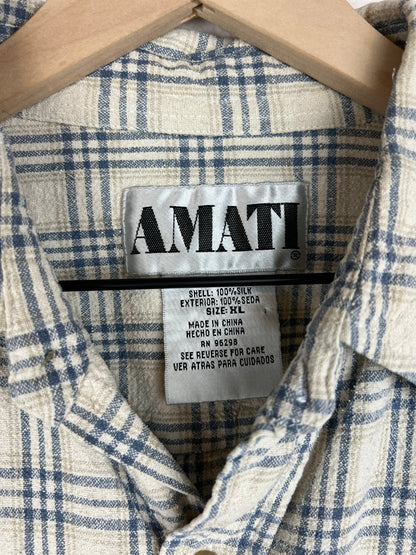 AMATI
®
SHELL: 100% SILK
EXTERIOR: 100% SEDA
SIZE: XL
MADE IN CHINA
HECHO EN CHINA
RN 96298
SEE REVERSE FOR CARE
VER ATRAS PARA CUIDADOS